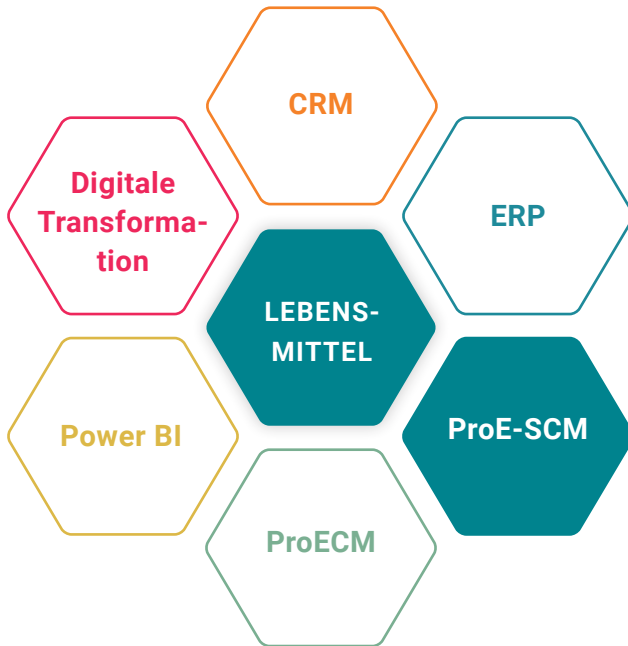 CRM
Digitale
Transforma-
tion
ERP
LEBENS-
MITTEL
Power BI
ProE-SCM
ProECM